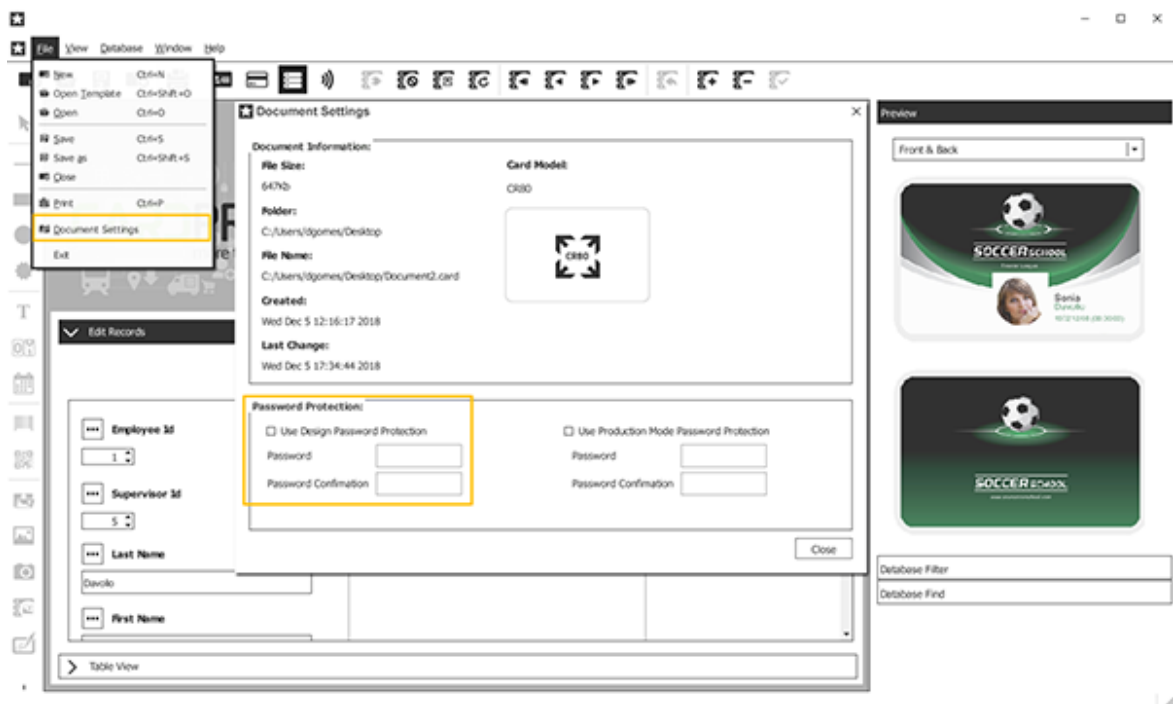 File View Database Window Help
New Ctrl+N
Open Template Ctrl+Shift+O
Open Ctrl+O
Save Ctrl+S
Save as Ctrl+Shift+S
Close
Print Ctrl+P
Document Settings
Exit
Document Settings
Document Information:
File Size:
647Kb
Folder:
C:/Users/dgomes/Desktop
File Name:
C:/Users/dgomes/Desktop/Document2.card
Created:
Wed Dec 5 12:16:17 2018
Last Change:
Wed Dec 5 17:34:44 2018
Card Model:
CR80
CR80
Password Protection:
Use Design Password Protection
Password
Password Confimation
Use Production Mode Password Protection
Password
Password Confimation
Close
Edit Records
Employee Id
1
Supervisor Id
5
Last Name
Davolio
First Name
Table View
Preview
Front & Back
SOCCER SCHOOL
Sonia
SOCCER SCHOOL
Database Filter
Database Find